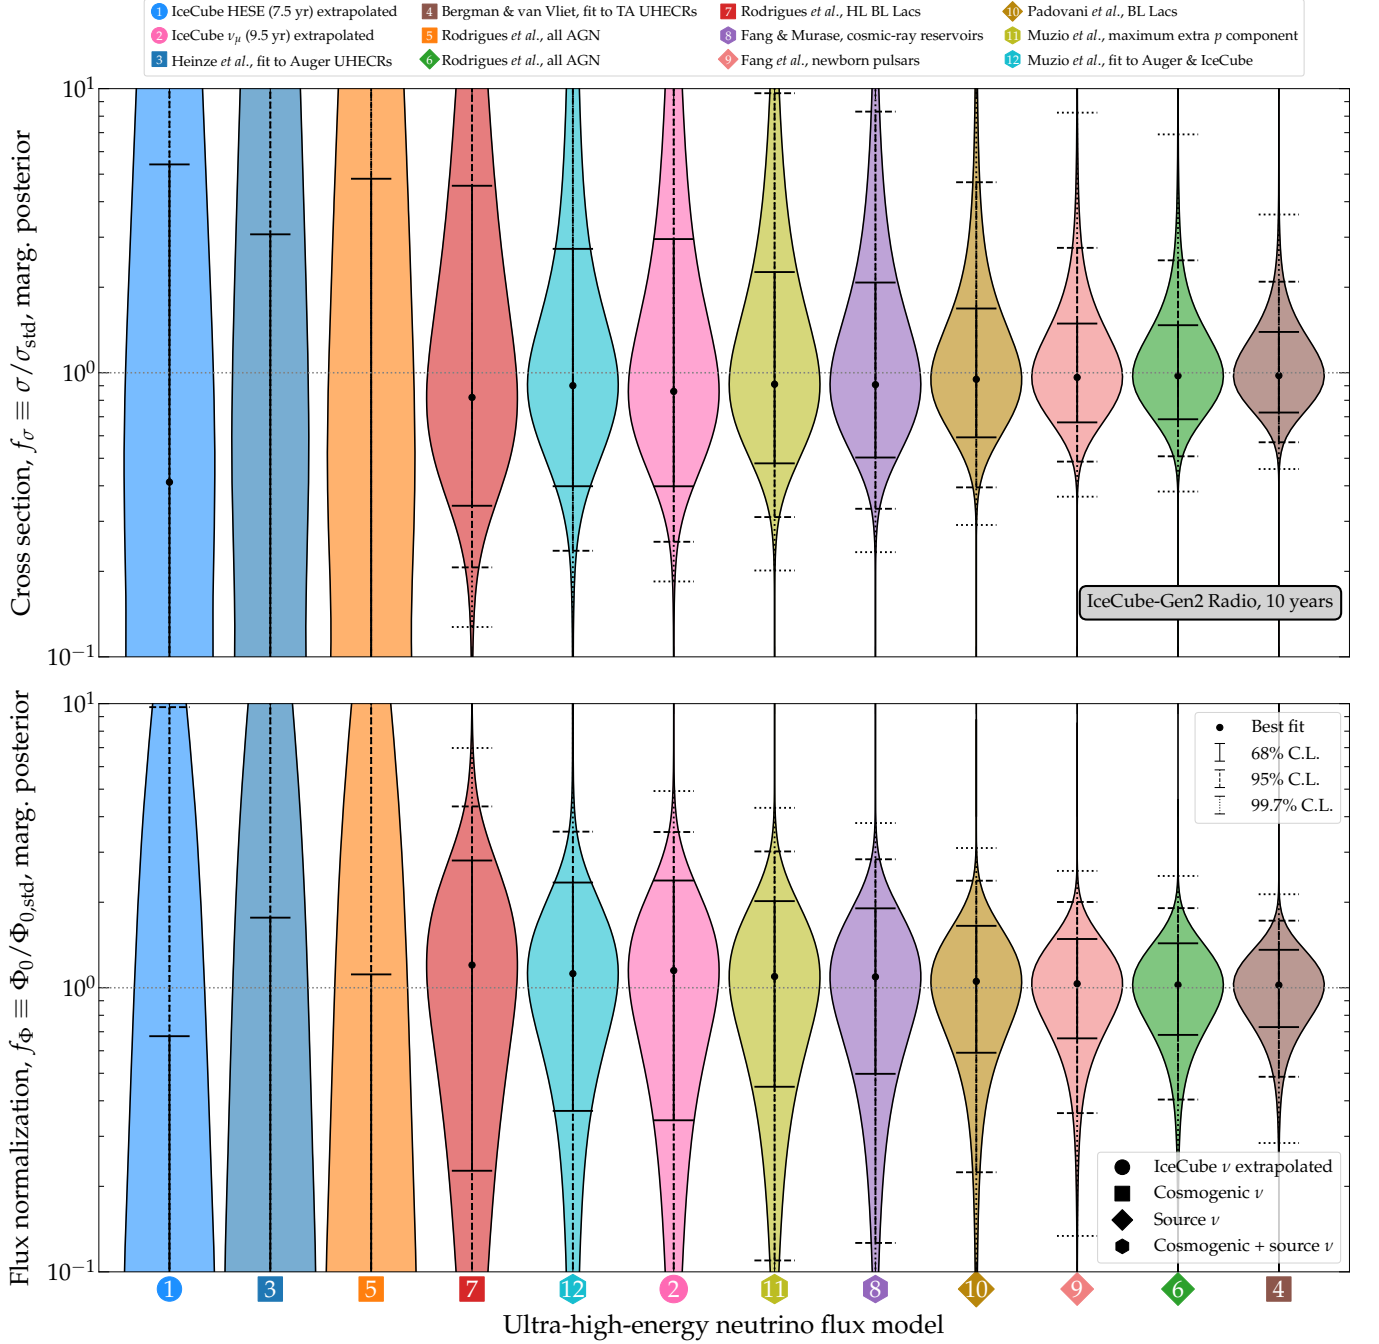 1 IceCube HESE (7.5 yr) extrapolated
2 IceCube νμ (9.5 yr) extrapolated
3 Heinze et al., fit to Auger UHECRs
4 Bergman & van Vliet, fit to TA UHECRs
5 Rodrigues et al., all AGN
6 Rodrigues et al., all AGN
7 Rodrigues et al., HL BL Lacs
8 Fang & Murase, cosmic-ray reservoirs
9 Fang et al., newborn pulsars
10 Padovani et al., BL Lacs
11 Muzio et al., maximum extra p component
12 Muzio et al., fit to Auger & IceCube
Cross section, fσ ≡ σ/σstd, marg. posterior
10¹
10⁰
10⁻¹
IceCube-Gen2 Radio, 10 years
Flux normalization, fΦ ≡ Φ0/Φ0,std, marg. posterior
10¹
10⁰
10⁻¹
Best fit
68% C.L.
95% C.L.
99.7% C.L.
IceCube ν extrapolated
Cosmogenic ν
Source ν
Cosmogenic + source ν
1 3 5 7 12 2 11 8 10 9 6 4
Ultra-high-energy neutrino flux model